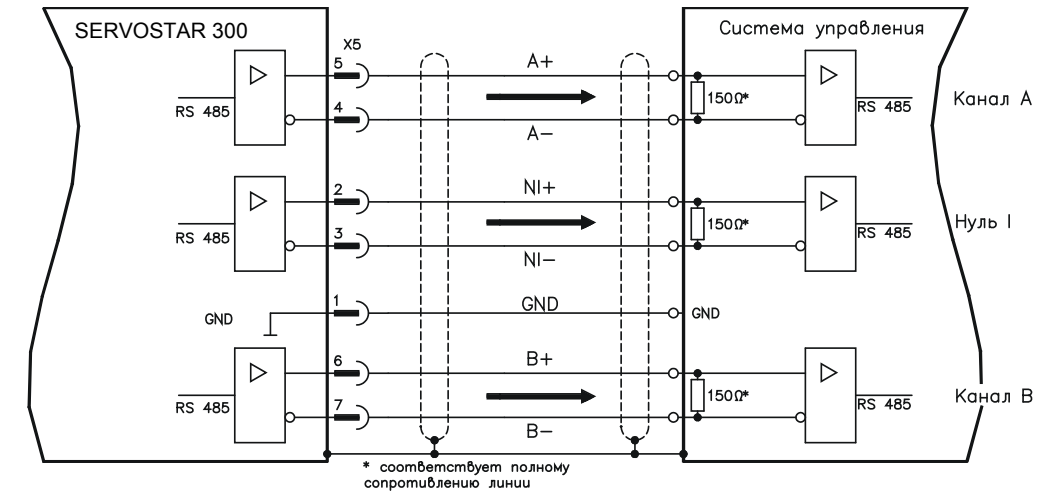 SERVOSTAR 300
X5
Система управления
5
A+
RS 485
150Ω*
RS 485
Канал A
4
A−
2
NI+
RS 485
150Ω*
RS 485
Нуль I
3
NI−
GND
1
GND
GND
6
B+
RS 485
150Ω*
RS 485
Канал B
7
B−
* соответствует полному
сопротивлению линии